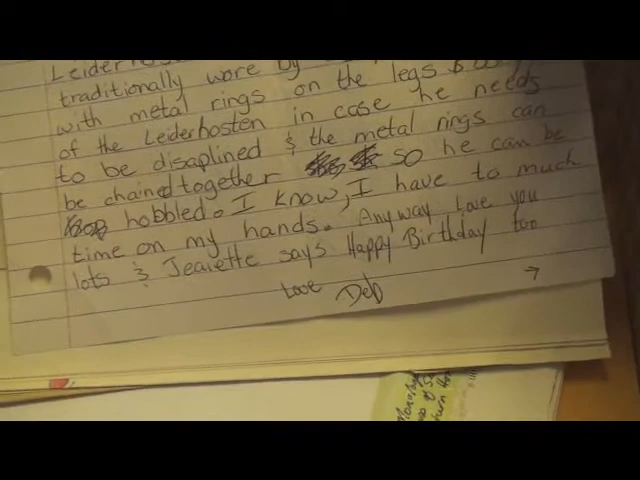 traditionally wore by
with metal rings on the legs &
of the Leiderhosten in case he needs
to be disaplined & the metal rings can
be chained together so he can be
hobbled. I know, I have to much
time on my hands. Anyway Love you
lots & Jearette says Happy Birthday too
Love Deb